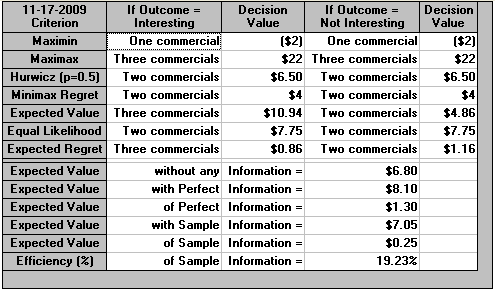 11-17-2009 If Outcome = Decision If Outcome = Decision
Criterion Interesting Value Not Interesting Value
Maximin One commercial ($2) One commercial ($2)
Maximax Three commercials $22 Three commercials $22
Hurwicz (p=0.5) Two commercials $6.50 Two commercials $6.50
Minimax Regret Two commercials $4 Two commercials $4
Expected Value Three commercials $10.94 Two commercials $4.86
Equal Likelihood Two commercials $7.75 Two commercials $7.75
Expected Regret Three commercials $0.86 Two commercials $1.16
Expected Value without any Information = $6.80
Expected Value with Perfect Information = $8.10
Expected Value of Perfect Information = $1.30
Expected Value with Sample Information = $7.05
Expected Value of Sample Information = $0.25
Efficiency (%) of Sample Information = 19.23%